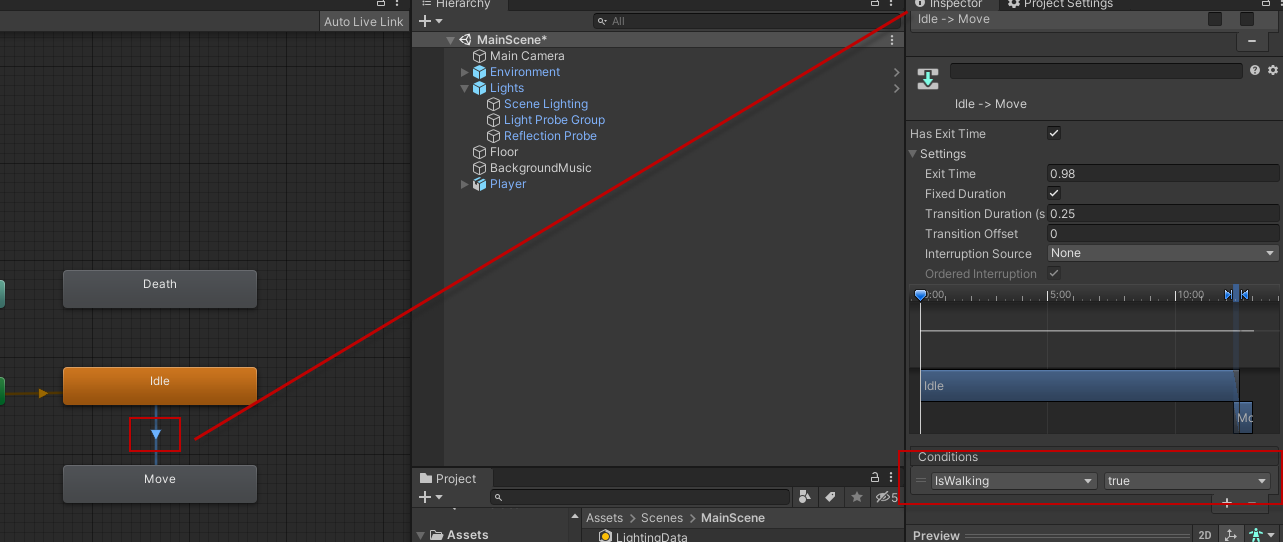 Auto Live Link
Death
Idle
Move
Hierarchy
All
MainScene*
Main Camera
Environment
Lights
Scene Lighting
Light Probe Group
Reflection Probe
Floor
BackgroundMusic
Player
Project
5
Assets
Assets > Scenes > MainScene
LightingData
Inspector
Project Settings
Idle -> Move
Idle -> Move
Has Exit Time
Settings
Exit Time 0.98
Fixed Duration
Transition Duration (s 0.25
Transition Offset 0
Interruption Source None
Ordered Interruption
0:00 5:00 10:00
Idle
Mo
Conditions
IsWalking true
Preview 2D